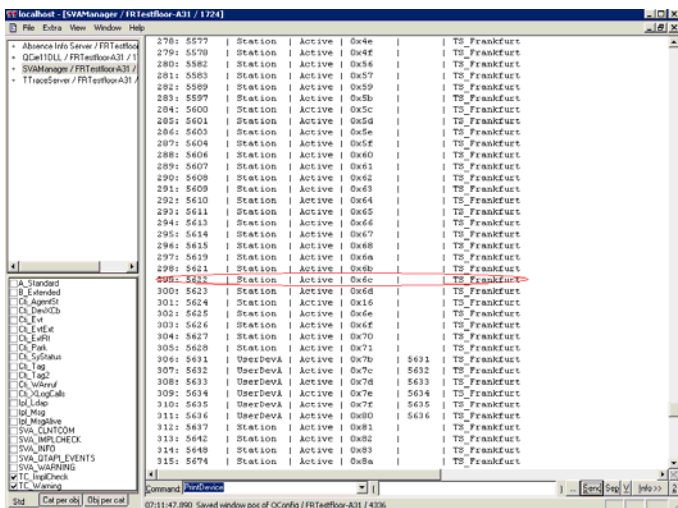 localhost - [SVAManager / FRTestfloor-A31 / 1724]
File Extra View Window Help
Absence Info Server / FRTestfloor
QCie11DLL / FRTestfloor-A31 / 1
SVAManager / FRTestfloor-A31 /
TTraceServer / FRTestfloor-A31 /
278: 5577 | Station | Active | 0x4e | | TS_Frankfurt
279: 5578 | Station | Active | 0x4f | | TS_Frankfurt
280: 5582 | Station | Active | 0x56 | | TS_Frankfurt
281: 5583 | Station | Active | 0x57 | | TS_Frankfurt
282: 5589 | Station | Active | 0x59 | | TS_Frankfurt
283: 5597 | Station | Active | 0x5b | | TS_Frankfurt
284: 5600 | Station | Active | 0x5c | | TS_Frankfurt
285: 5601 | Station | Active | 0x5d | | TS_Frankfurt
286: 5603 | Station | Active | 0x5e | | TS_Frankfurt
287: 5604 | Station | Active | 0x5f | | TS_Frankfurt
288: 5606 | Station | Active | 0x60 | | TS_Frankfurt
289: 5607 | Station | Active | 0x61 | | TS_Frankfurt
290: 5608 | Station | Active | 0x62 | | TS_Frankfurt
291: 5609 | Station | Active | 0x63 | | TS_Frankfurt
292: 5610 | Station | Active | 0x64 | | TS_Frankfurt
293: 5611 | Station | Active | 0x65 | | TS_Frankfurt
294: 5613 | Station | Active | 0x66 | | TS_Frankfurt
295: 5614 | Station | Active | 0x67 | | TS_Frankfurt
296: 5615 | Station | Active | 0x68 | | TS_Frankfurt
297: 5619 | Station | Active | 0x6a | | TS_Frankfurt
298: 5621 | Station | Active | 0x6b | | TS_Frankfurt
299: 5622 | Station | Active | 0x6c | | TS_Frankfurt
300: 5623 | Station | Active | 0x6d | | TS_Frankfurt
301: 5624 | Station | Active | 0x16 | | TS_Frankfurt
302: 5625 | Station | Active | 0x6e | | TS_Frankfurt
303: 5626 | Station | Active | 0x6f | | TS_Frankfurt
304: 5627 | Station | Active | 0x70 | | TS_Frankfurt
305: 5628 | Station | Active | 0x71 | | TS_Frankfurt
306: 5631 | UserDevA | Active | 0x7b | 5631 | TS_Frankfurt
307: 5632 | UserDevA | Active | 0x7c | 5632 | TS_Frankfurt
308: 5633 | UserDevA | Active | 0x7d | 5633 | TS_Frankfurt
309: 5634 | UserDevA | Active | 0x7e | 5634 | TS_Frankfurt
310: 5635 | UserDevA | Active | 0x7f | 5635 | TS_Frankfurt
311: 5636 | UserDevA | Active | 0x80 | 5636 | TS_Frankfurt
312: 5637 | Station | Active | 0x81 | | TS_Frankfurt
313: 5642 | Station | Active | 0x82 | | TS_Frankfurt
314: 5648 | Station | Active | 0x83 | | TS_Frankfurt
315: 5674 | Station | Active | 0x8a | | TS_Frankfurt
A_Standard
B_Extended
Cti_AgentSt
Cti_DevXCb
Cti_Evt
Cti_EvtExt
Cti_ExtRt
Cti_Park
Cti_SyStatus
Cti_Tag
Cti_Tag2
Cti_WAnruf
Cti_XLogCalls
Ipl_Ldap
Ipl_Msg
Ipl_MsgAlive
SVA_CLNTCOM
SVA_IMPLCHECK
SVA_INFO
SVA_QTAPI_EVENTS
SVA_WARNING
TC_ImplCheck
TC_Warning
Std Cat per obj Obj per cat
Command PrintDevice ... Send Sep Info>> 2
07:11:47.890 Saved window pos of QConfig / FRTestfloor-A31 / 4336